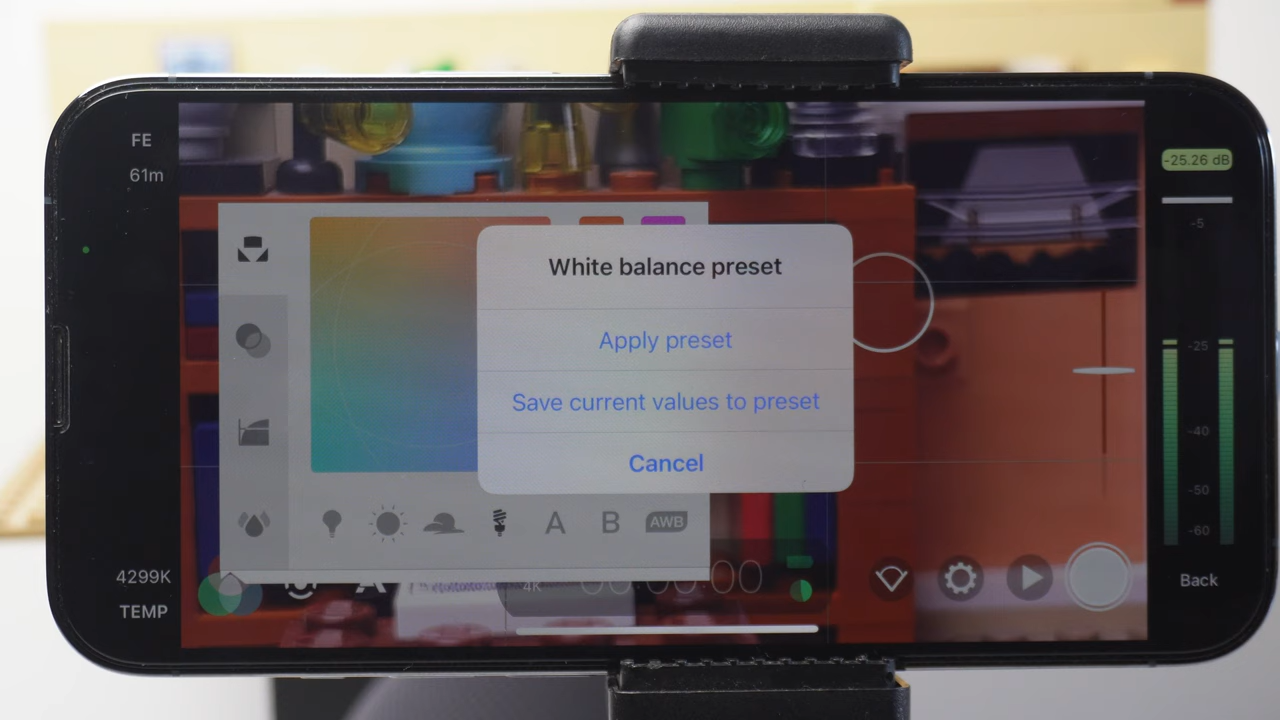 FE
61m
-25.26 dB
-5
White balance preset
Apply preset
-25
Save current values to preset
-40
Cancel
-50
A
B
AWB
-60
4299K
4K
Back
TEMP